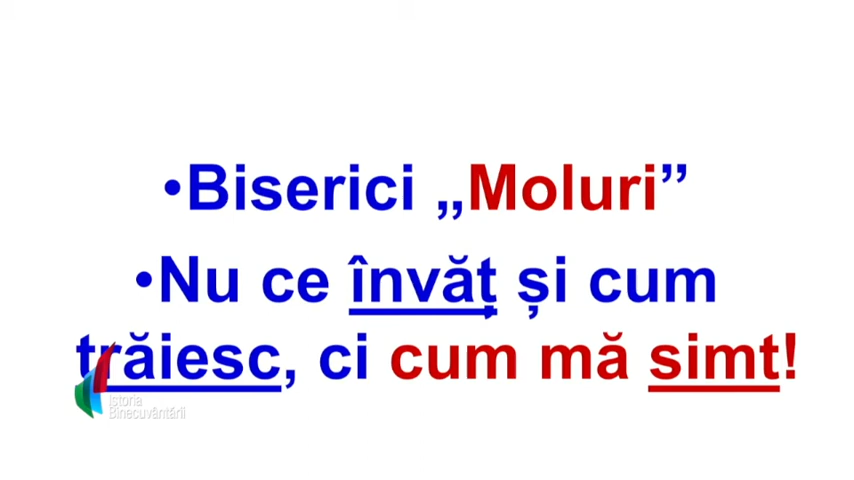 •Biserici „Moluri”
•Nu ce învăț și cum
trăiesc, ci cum mă simt!
Istoria
Binecuvântării